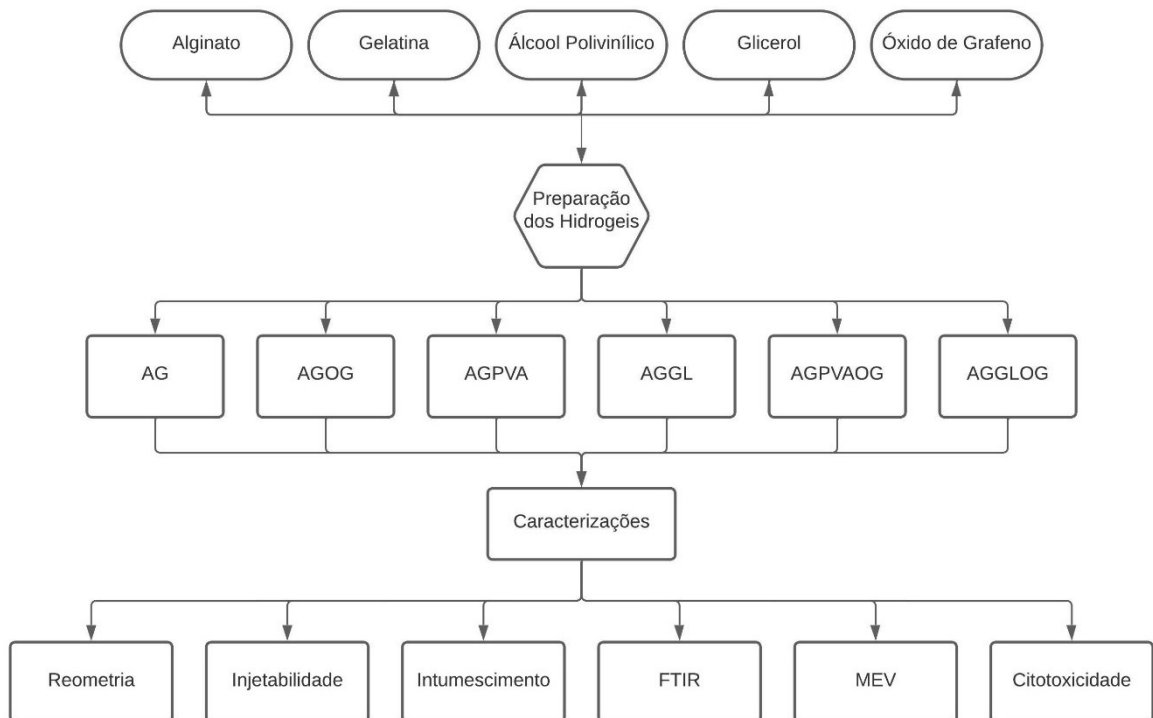 Alginato
Gelatina
Álcool Polivinílico
Glicerol
Óxido de Grafeno
Preparação
dos Hidrogeis
AG
AGOG
AGPVA
AGGL
AGPVAOG
AGGLOG
Caracterizações
Reometria
Injetabilidade
Intumescimento
FTIR
MEV
Citotoxicidade